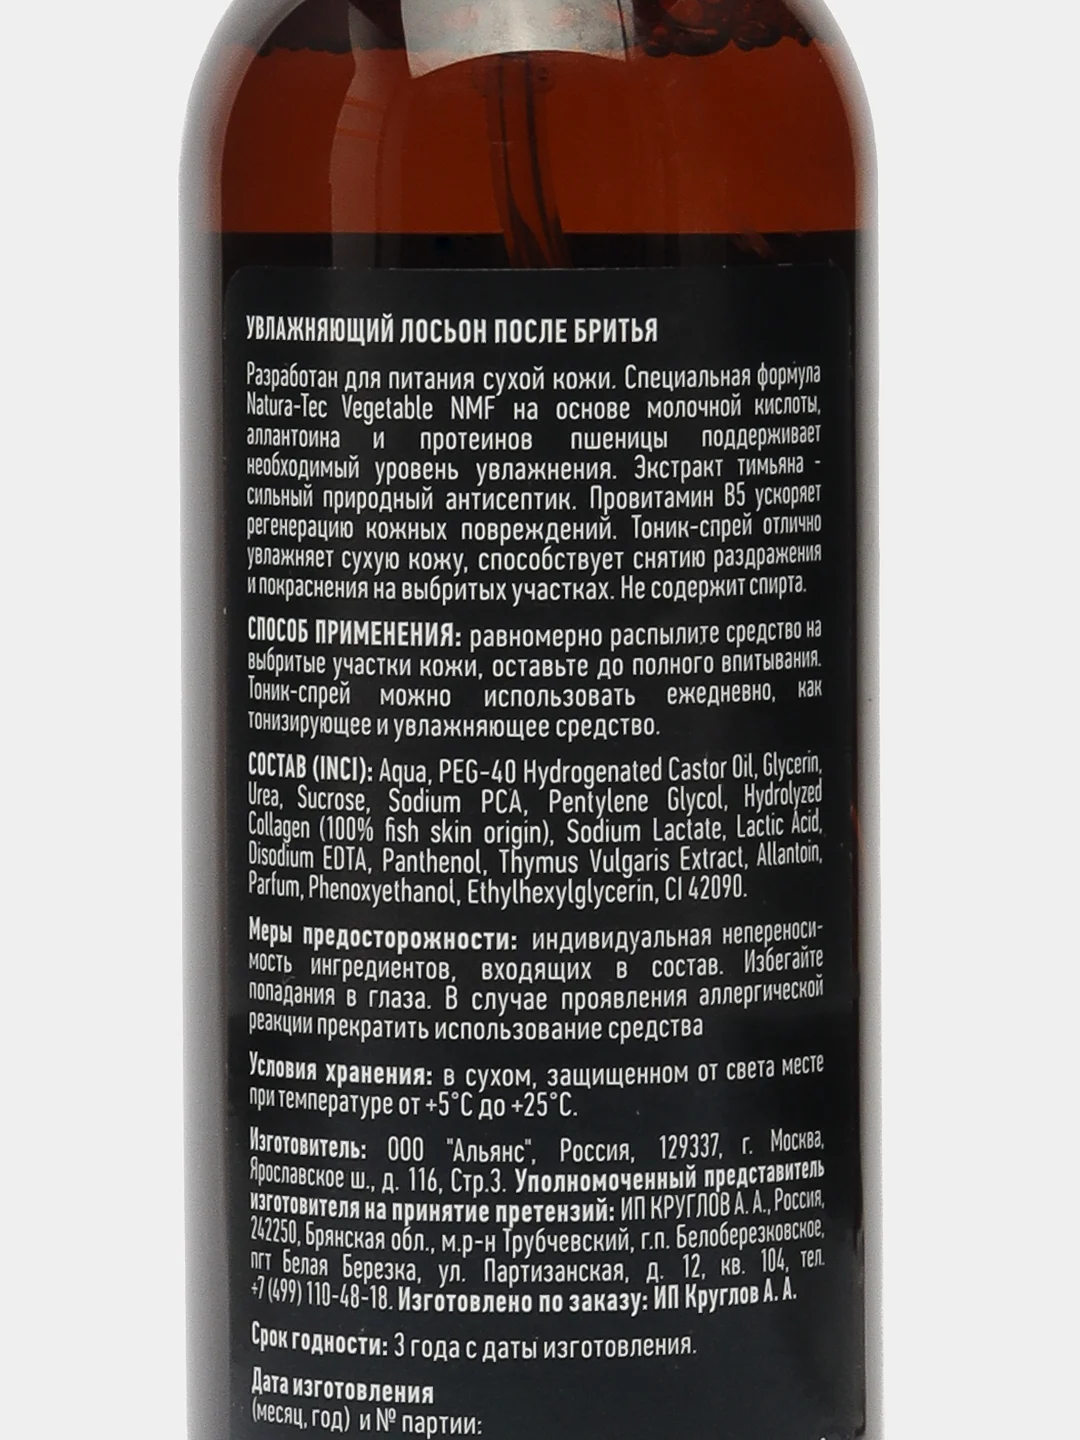 УВЛАЖНЯЮЩИЙ ЛОСЬОН ПОСЛЕ БРИТЬЯ
Разработан для питания сухой кожи. Специальная формула
Natura-Tec Vegetable NMF на основе молочной кислоты,
аллантоина и протеинов пшеницы поддерживает
необходимый уровень увлажнения. Экстракт тимьяна -
сильный природный антисептик. Провитамин B5 ускоряет
регенерацию кожных повреждений. Тоник-спрей отлично
увлажняет сухую кожу, способствует снятию раздражения
и покраснения на выбритых участках. Не содержит спирта.
СПОСОБ ПРИМЕНЕНИЯ: равномерно распылите средство на
выбритые участки кожи, оставьте до полного впитывания.
Тоник-спрей можно использовать ежедневно, как
тонизирующее и увлажняющее средство.
СОСТАВ (INCI): Aqua, PEG-40 Hydrogenated Castor Oil, Glycerin,
Urea, Sucrose, Sodium PCA, Pentylene Glycol, Hydrolyzed
Collagen (100% fish skin origin), Sodium Lactate, Lactic Acid,
Disodium EDTA, Panthenol, Thymus Vulgaris Extract, Allantoin,
Parfum, Phenoxyethanol, Ethylhexylglycerin, CI 42090.
Меры предосторожности: индивидуальная непереноси-
мость ингредиентов, входящих в состав. Избегайте
попадания в глаза. В случае проявления аллергической
реакции прекратить использование средства
Условия хранения: в сухом, защищенном от света месте
при температуре от +5°C до +25°C.
Изготовитель: ООО "Альянс", Россия, 129337, г. Москва,
Ярославское ш., д. 116, Стр.3. Уполномоченный представитель
изготовителя на принятие претензий: ИП КРУГЛОВ А. А., Россия,
242250, Брянская обл., м.р-н Трубчевский, г.п. Белоберезковское,
пгт Белая Березка, ул. Партизанская, д. 12, кв. 104, тел.
+7 (499) 110-48-18. Изготовлено по заказу: ИП Круглов А. А.
Срок годности: 3 года с даты изготовления.
Дата изготовления
(месяц, год) и № партии: